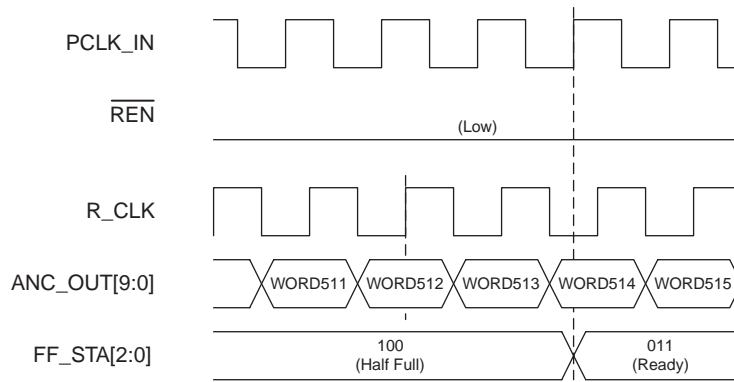 PCLK_IN
REN
(Low)
R_CLK
ANC_OUT[9:0]
WORD511 WORD512 WORD513 WORD514 WORD515
FF_STA[2:0]
100
(Half Full)
011
(Ready)